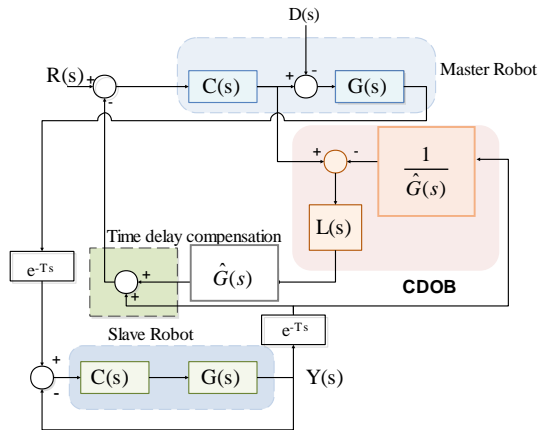 D(s)
R(s)
+
-
C(s)
+
-
G(s)
Master Robot
+
-
1
Ĝ(s)
L(s)
CDOB
Time delay compensation
e-Ts
+
+
Ĝ(s)
e-Ts
Slave Robot
+
-
C(s)
G(s)
Y(s)